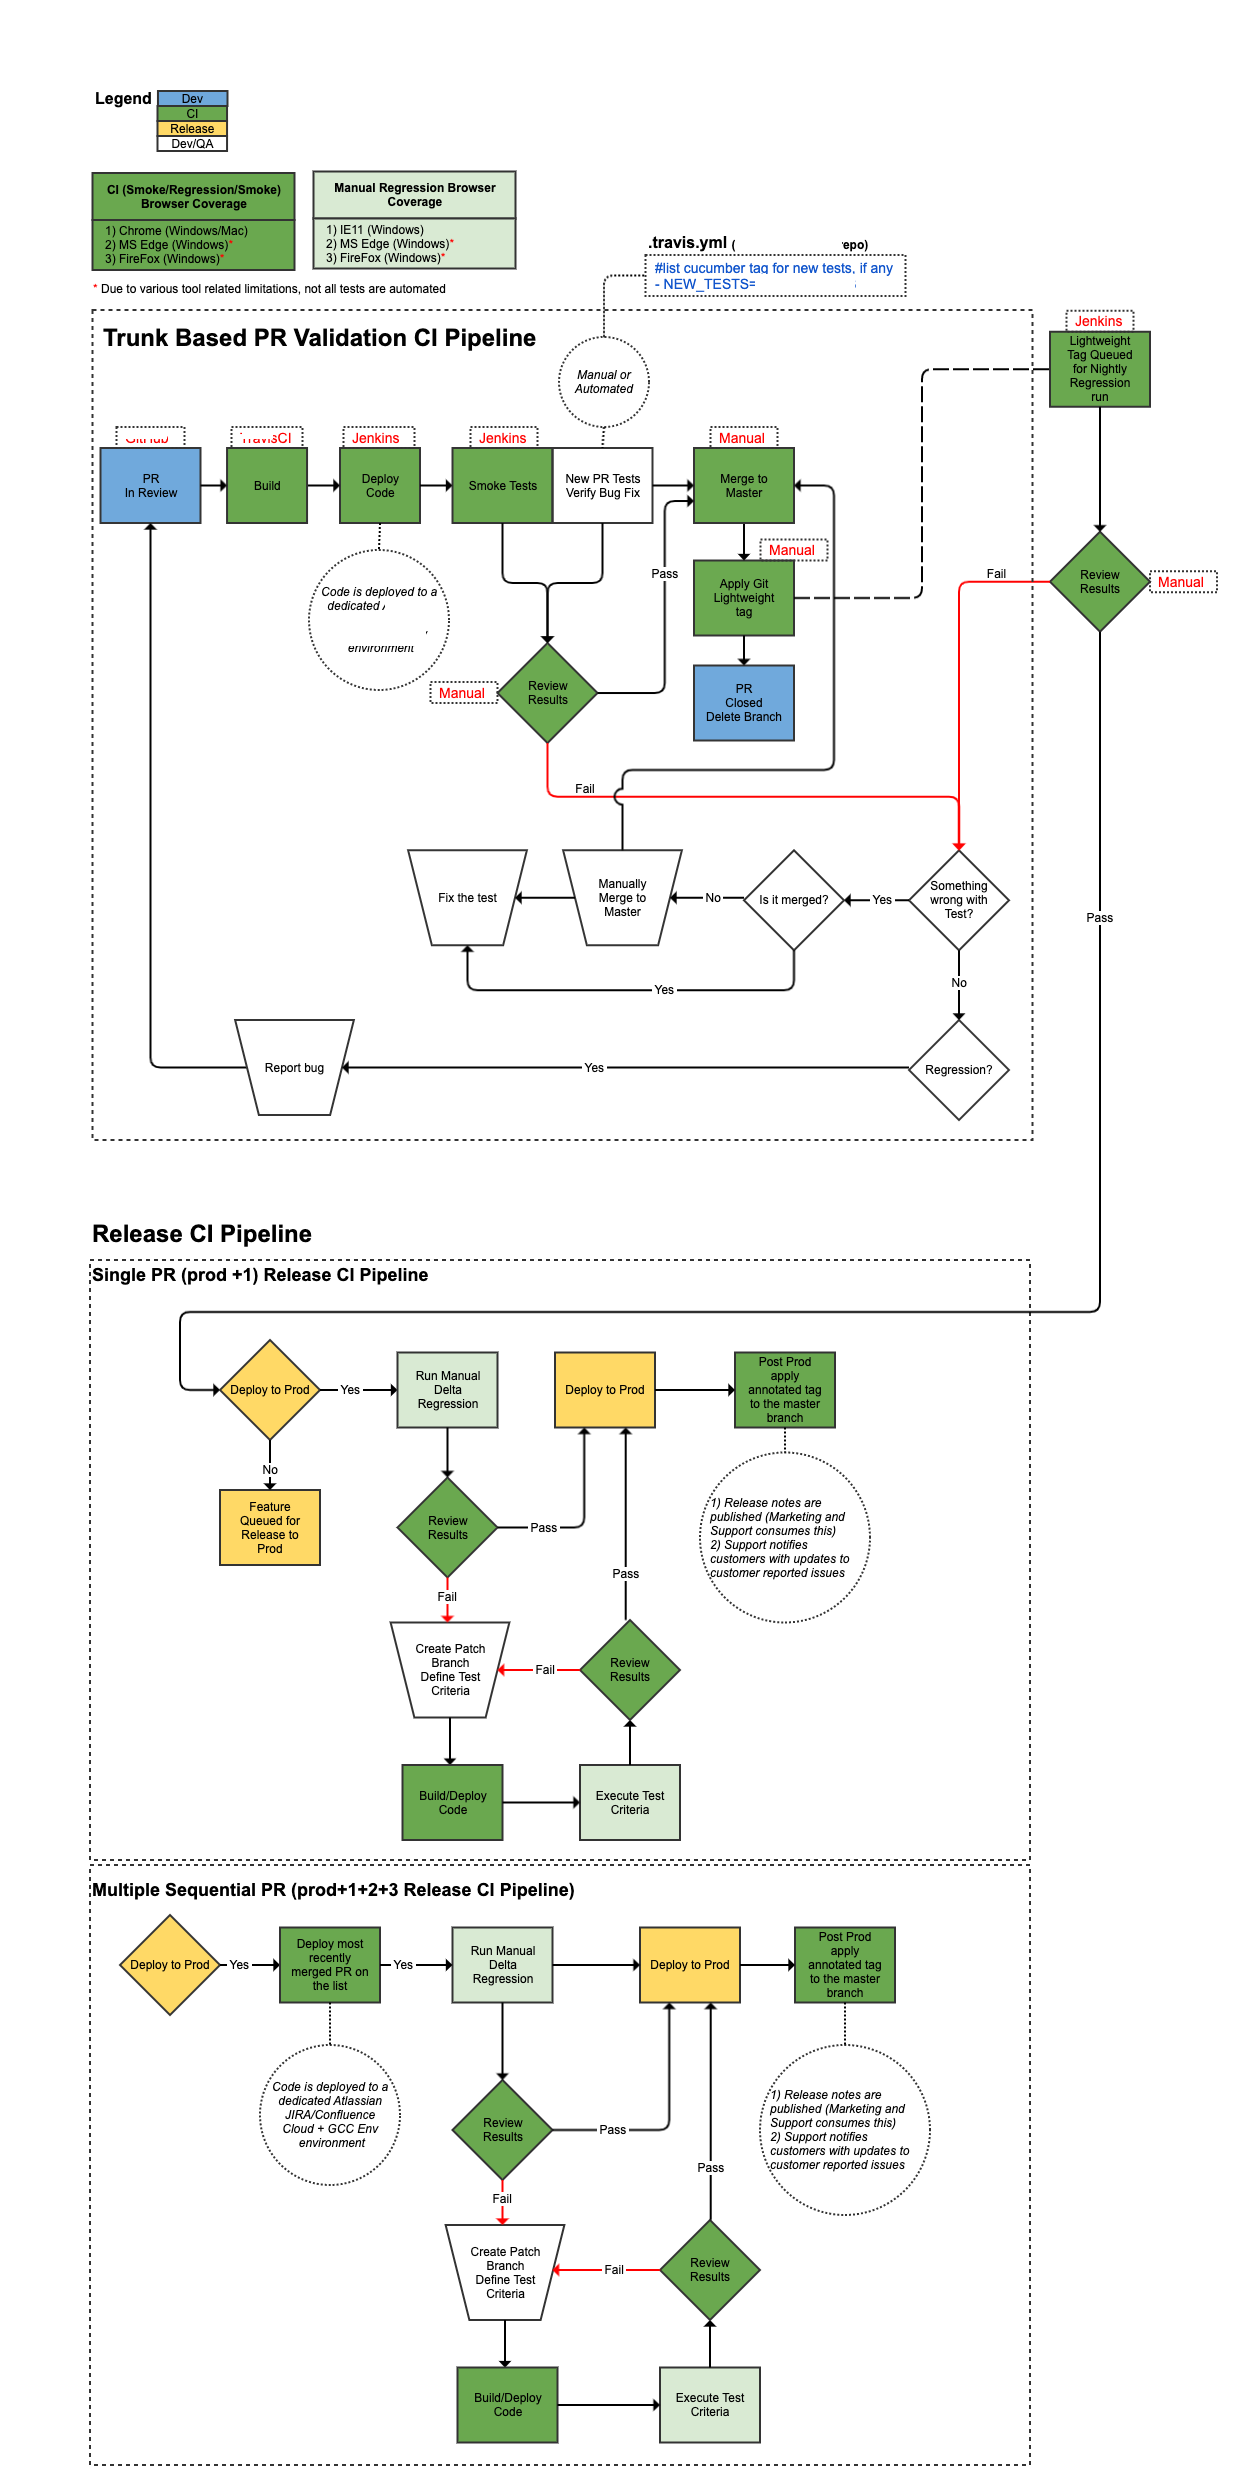 Legend
Dev
CI
Release
Dev/QA
CI (Smoke/Regression/Smoke)
Browser Coverage
1) Chrome (Windows/Mac)
2) MS Edge (Windows)*
3) FireFox (Windows)*
Manual Regression Browser
Coverage
1) IE11 (Windows)
2) MS Edge (Windows)*
3) FireFox (Windows)*
* Due to various tool related limitations, not all tests are automated
.travis.yml (
#list cucumber tag for new tests, if any
- NEW_TESTS=
Trunk Based PR Validation CI Pipeline
Manual or
Automated
Jenkins
Lightweight
Tag Queued
for Nightly
Regression
run
GitHub
TravisCI
Jenkins
Jenkins
Manual
PR
In Review
Build
Deploy
Code
Smoke Tests
New PR Tests
Verify Bug Fix
Merge to
Master
Manual
Pass
Apply Git
Lightweight
tag
Fail
Review
Results
Manual
Code is deployed to a
dedicated
environment
Manual
Review
Results
PR
Closed
Delete Branch
Fail
Fix the test
Manually
Merge to
Master
No
Is it merged?
Yes
Something
wrong with
Test?
Pass
Yes
No
Report bug
Yes
Regression?
Release CI Pipeline
Single PR (prod +1) Release CI Pipeline
Deploy to Prod
Yes
Run Manual
Delta
Regression
Deploy to Prod
Post Prod
apply
annotated tag
to the master
branch
No
Feature
Queued for
Release to
Prod
Review
Results
Pass
1) Release notes are
published (Marketing and
Support consumes this)
2) Support notifies
customers with updates to
customer reported issues
Pass
Fail
Create Patch
Branch
Define Test
Criteria
Fail
Review
Results
Build/Deploy
Code
Execute Test
Criteria
Multiple Sequential PR (prod+1+2+3 Release CI Pipeline)
Deploy to Prod
Yes
Deploy most
recently
merged PR on
the list
Yes
Run Manual
Delta
Regression
Deploy to Prod
Post Prod
apply
annotated tag
to the master
branch
Code is deployed to a
dedicated Atlassian
JIRA/Confluence
Cloud + GCC Env
environment
Review
Results
Pass
1) Release notes are
published (Marketing and
Support consumes this)
2) Support notifies
customers with updates to
customer reported issues
Pass
Fail
Create Patch
Branch
Define Test
Criteria
Fail
Review
Results
Build/Deploy
Code
Execute Test
Criteria